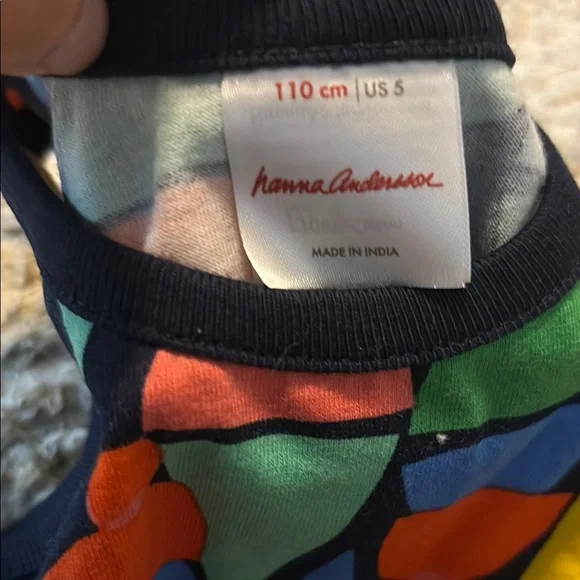 110 cm | US 5
hanna Andersson
MADE IN INDIA